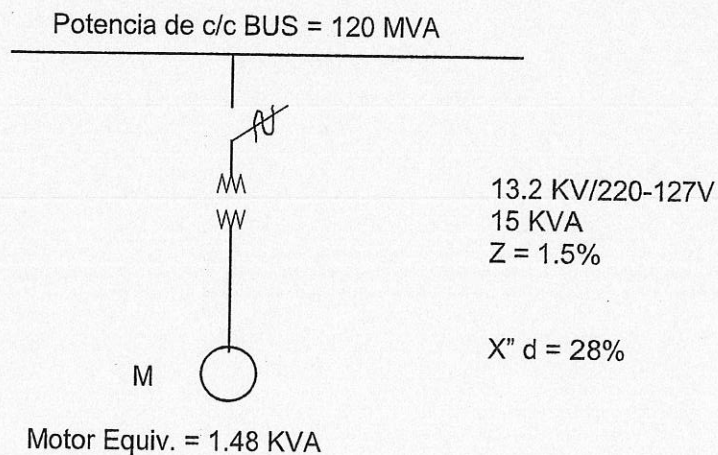 Potencia de c/c BUS = 120 MVA
13.2 KV/220-127V
15 KVA
Z = 1.5%
X" d = 28%
M
Motor Equiv. = 1.48 KVA